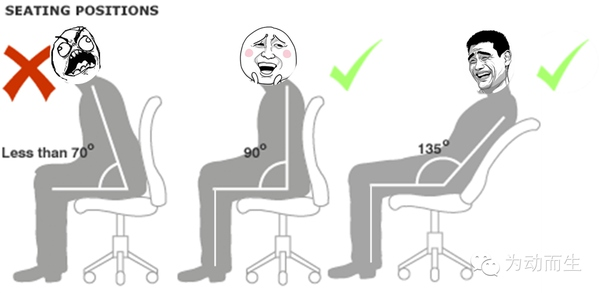 SEATING POSITIONS
Less than 70°
90°
135°
为动而生